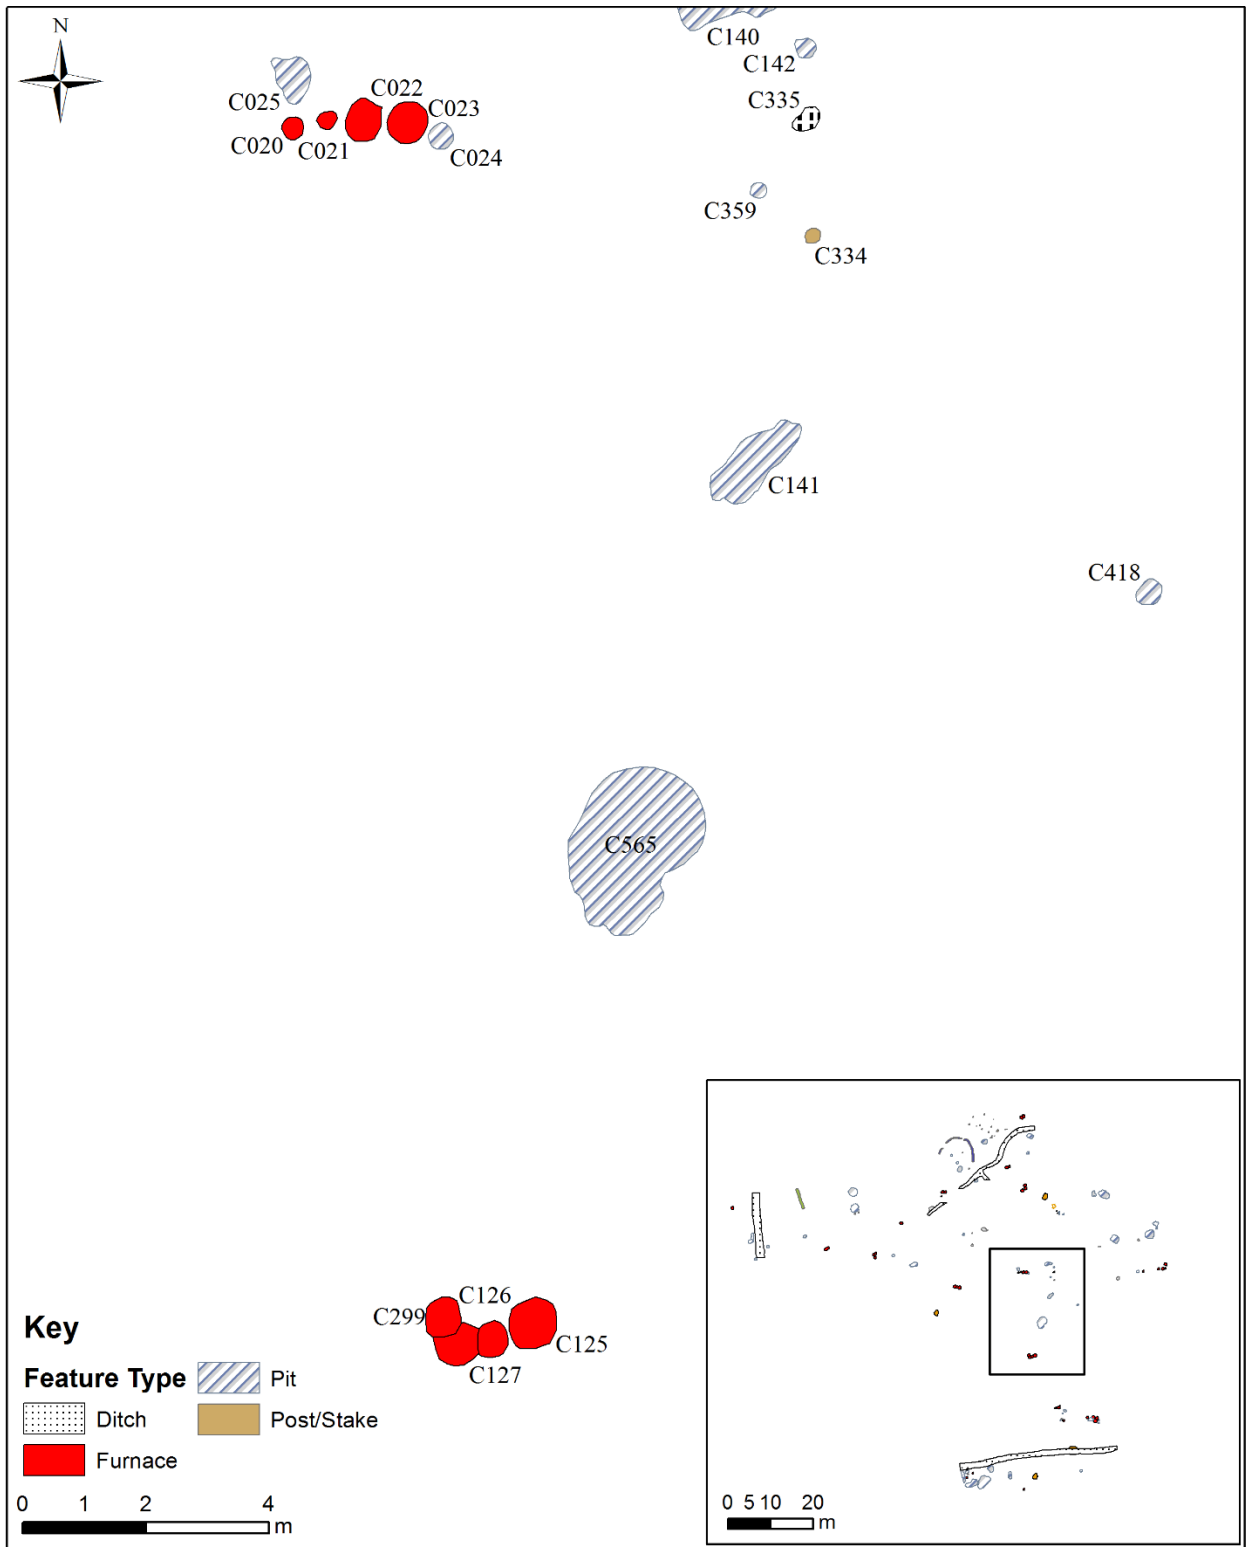 N
C140
C142
C025
C022
C023
C335
C020
C021
C024
C359
C334
C141
C418
C565
C299
C126
C125
C127
Key
Feature Type
Pit
Ditch
Post/Stake
Furnace
0 1 2 4
m
0 5 10 20
m